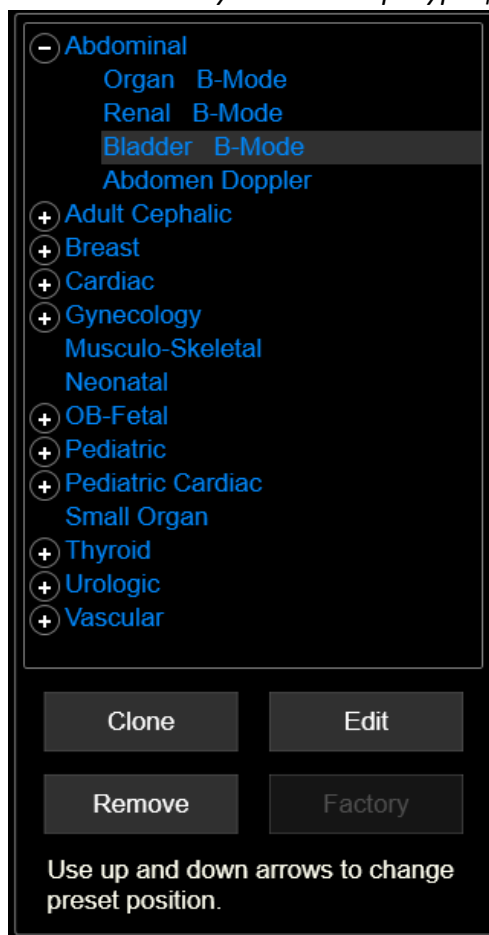 Abdominal
Organ B-Mode
Renal B-Mode
Bladder B-Mode
Abdomen Doppler
Adult Cephalic
Breast
Cardiac
Gynecology
Musculo-Skeletal
Neonatal
OB-Fetal
Pediatric
Pediatric Cardiac
Small Organ
Thyroid
Urologic
Vascular
Clone Edit
Remove Factory
Use up and down arrows to change
preset position.